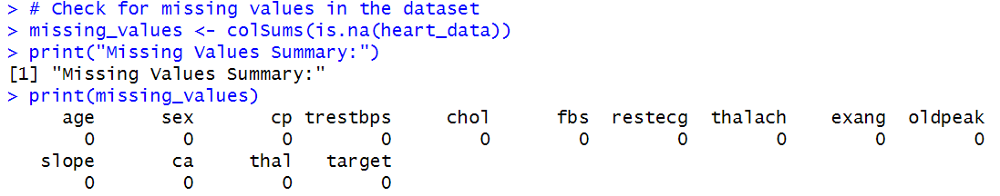 > # Check for missing values in the dataset
> missing_values <- colSums(is.na(heart_data))
> print("Missing Values Summary:")
[1] "Missing Values Summary:"
> print(missing_values)
     age      sex       cp trestbps     chol      fbs  restecg  thalach    exang  oldpeak
       0        0        0        0        0        0        0        0        0        0
   slope       ca     thal   target
       0        0        0        0